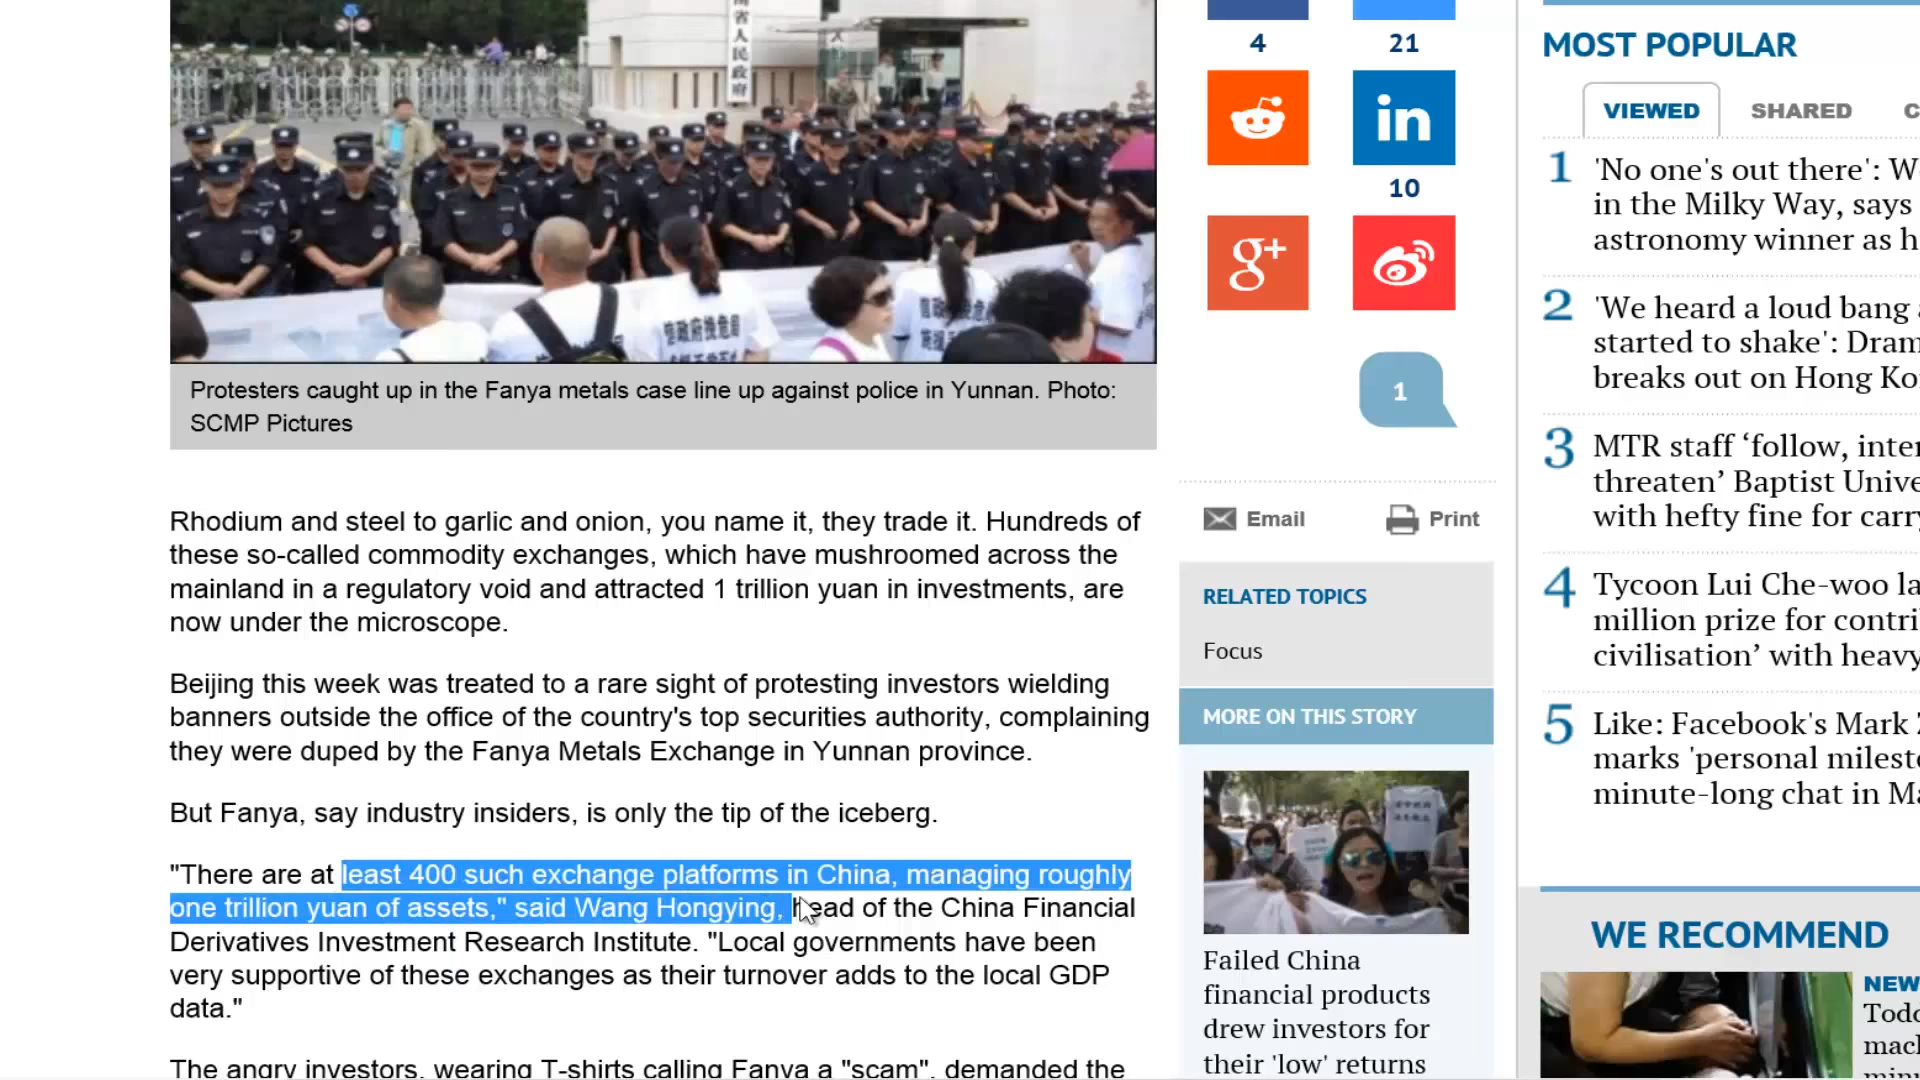 省人民政府
Protesters caught up in the Fanya metals case line up against police in Yunnan. Photo:
SCMP Pictures
Rhodium and steel to garlic and onion, you name it, they trade it. Hundreds of
these so-called commodity exchanges, which have mushroomed across the
mainland in a regulatory void and attracted 1 trillion yuan in investments, are
now under the microscope.
Beijing this week was treated to a rare sight of protesting investors wielding
banners outside the office of the country's top securities authority, complaining
they were duped by the Fanya Metals Exchange in Yunnan province.
But Fanya, say industry insiders, is only the tip of the iceberg.
"There are at least 400 such exchange platforms in China, managing roughly
one trillion yuan of assets," said Wang Hongying, head of the China Financial
Derivatives Investment Research Institute. "Local governments have been
very supportive of these exchanges as their turnover adds to the local GDP
data."
The angry investors, wearing T-shirts calling Fanya a "scam", demanded the
4
21
in
10
g+
1
Email
Print
RELATED TOPICS
Focus
MORE ON THIS STORY
Failed China
financial products
drew investors for
their 'low' returns
MOST POPULAR
VIEWED
SHARED
C
1
'No one's out there': W
in the Milky Way, says
astronomy winner as h
2
'We heard a loud bang
started to shake': Dram
breaks out on Hong Ko
3
MTR staff ‘follow, inter
threaten’ Baptist Unive
with hefty fine for carry
4
Tycoon Lui Che-woo la
million prize for contri
civilisation’ with heavy
5
Like: Facebook's Mark Z
marks 'personal milest
minute-long chat in Ma
WE RECOMMEND
NEW
Todd
mach